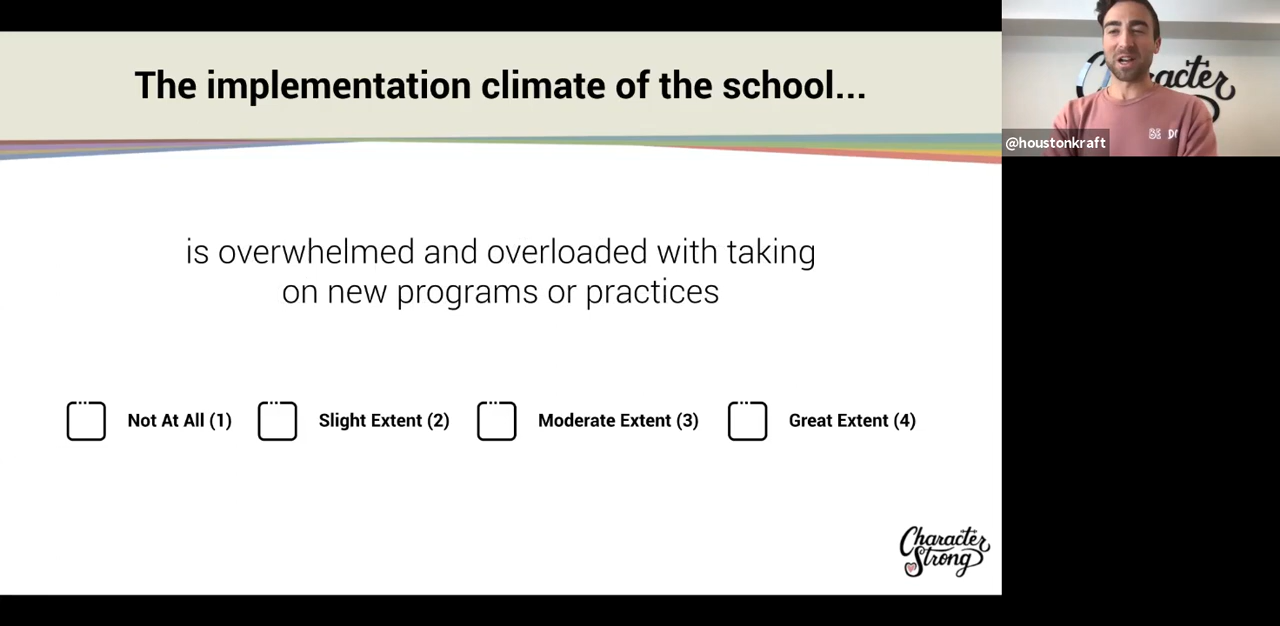 The implementation climate of the school...
is overwhelmed and overloaded with taking
on new programs or practices
Not At All (1) Slight Extent (2) Moderate Extent (3) Great Extent (4)
Character
Strong
@houstonkraft